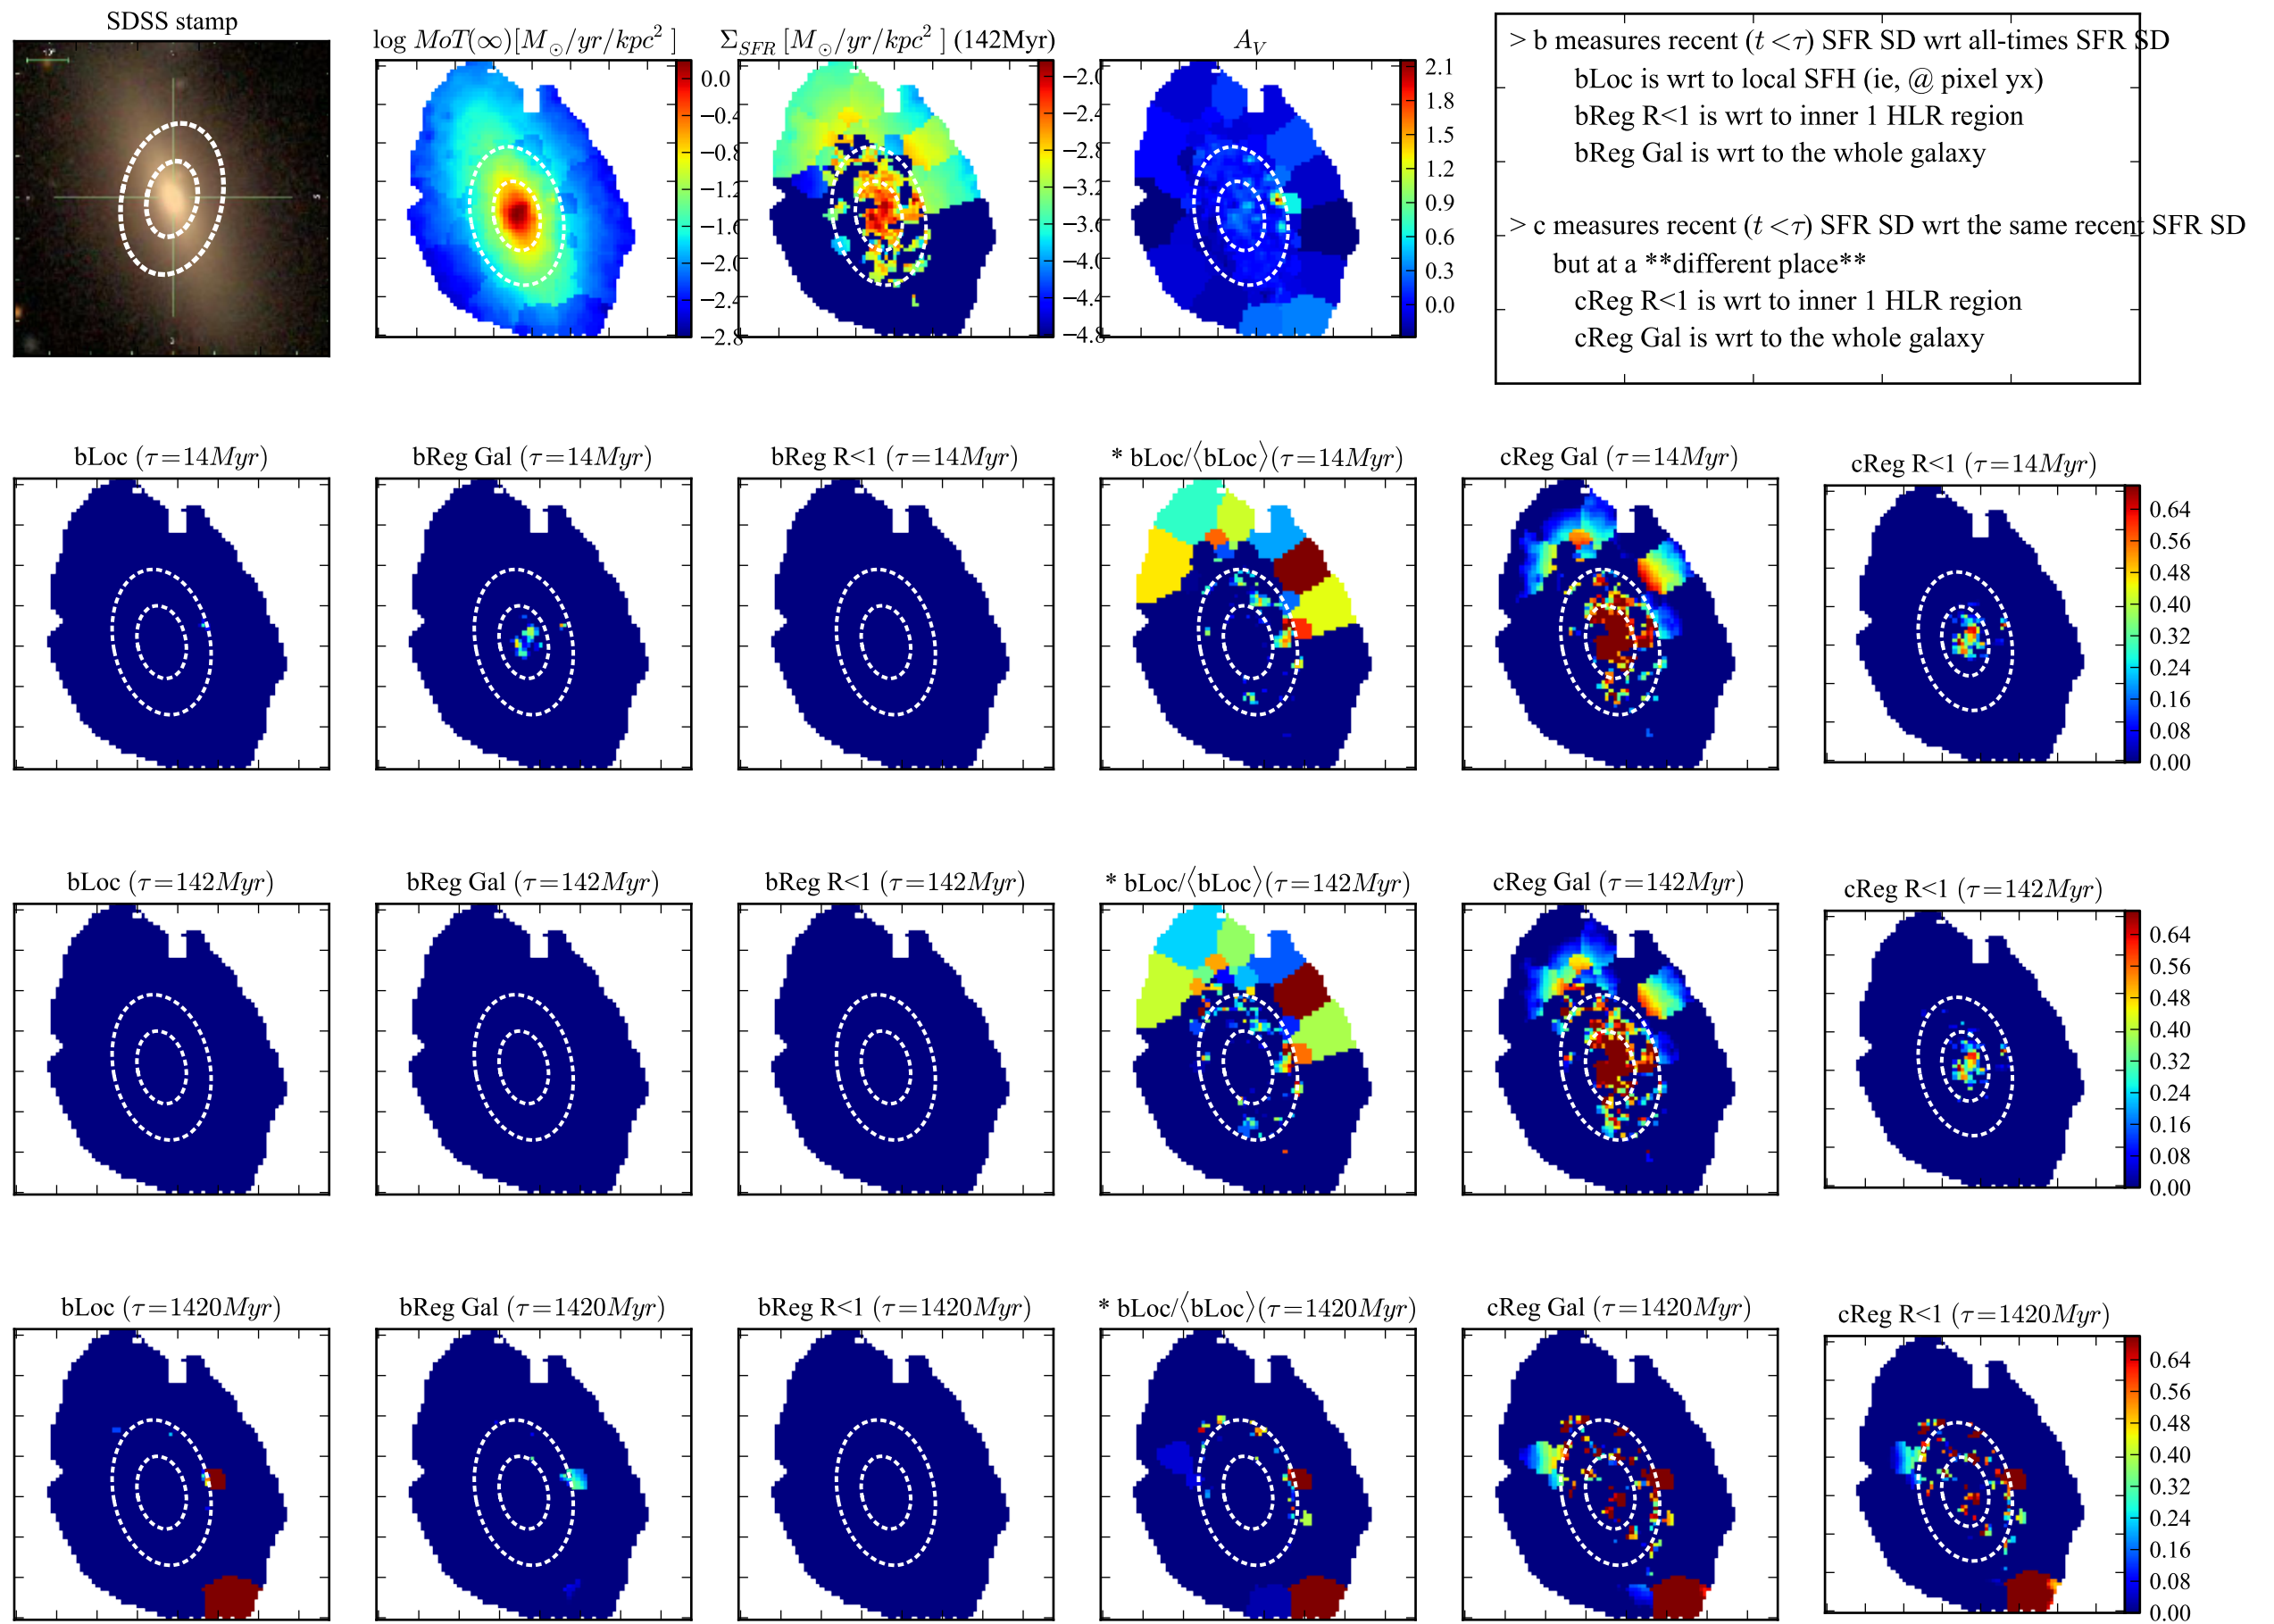 SDSS stamp
log MoT(∞)[M⊙/yr/kpc² ]
Σ_SFR [M⊙/yr/kpc² ] (142Myr)
A_V
0.0
−0.4
−0.8
−1.2
−1.6
−2.0
−2.4
−2.8
−2.0
−2.4
−2.8
−3.2
−3.6
−4.0
−4.4
−4.8
2.1
1.8
1.5
1.2
0.9
0.6
0.3
0.0
> b measures recent (t <τ) SFR SD wrt all-times SFR SD
bLoc is wrt to local SFH (ie, @ pixel yx)
bReg R<1 is wrt to inner 1 HLR region
bReg Gal is wrt to the whole galaxy
> c measures recent (t <τ) SFR SD wrt the same recent SFR SD
but at a **different place**
cReg R<1 is wrt to inner 1 HLR region
cReg Gal is wrt to the whole galaxy
bLoc (τ=14Myr)
bReg Gal (τ=14Myr)
bReg R<1 (τ=14Myr)
* bLoc/⟨bLoc⟩(τ=14Myr)
cReg Gal (τ=14Myr)
cReg R<1 (τ=14Myr)
0.64
0.56
0.48
0.40
0.32
0.24
0.16
0.08
0.00
bLoc (τ=142Myr)
bReg Gal (τ=142Myr)
bReg R<1 (τ=142Myr)
* bLoc/⟨bLoc⟩(τ=142Myr)
cReg Gal (τ=142Myr)
cReg R<1 (τ=142Myr)
0.64
0.56
0.48
0.40
0.32
0.24
0.16
0.08
0.00
bLoc (τ=1420Myr)
bReg Gal (τ=1420Myr)
bReg R<1 (τ=1420Myr)
* bLoc/⟨bLoc⟩(τ=1420Myr)
cReg Gal (τ=1420Myr)
cReg R<1 (τ=1420Myr)
0.64
0.56
0.48
0.40
0.32
0.24
0.16
0.08
0.00